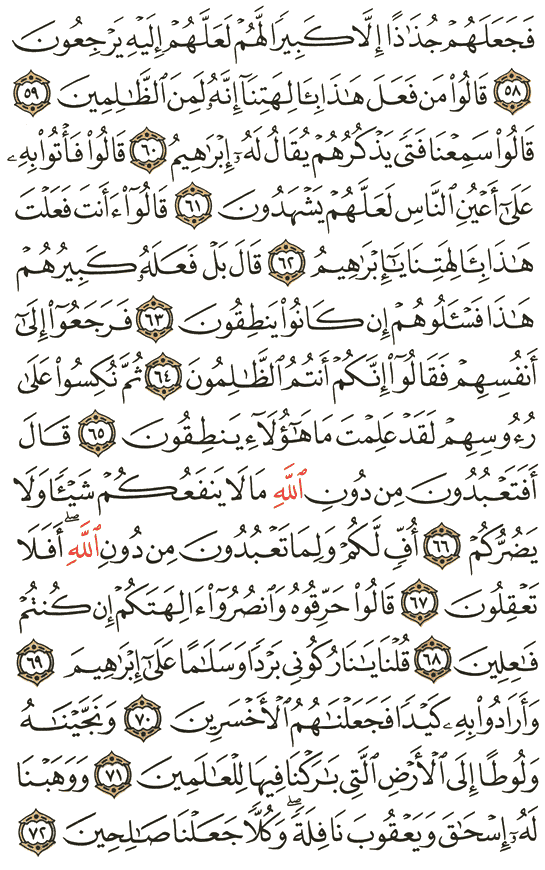 فَجَعَلَهُمْ جُذَٰذًا إِلَّا كَبِيرًا لَّهُمْ لَعَلَّهُمْ إِلَيْهِ يَرْجِعُونَ
٥٨ قَالُوا۟ مَن فَعَلَ هَٰذَا بِـَٔالِهَتِنَآ إِنَّهُۥ لَمِنَ ٱلظَّٰلِمِينَ ٥٩
قَالُوا۟ سَمِعْنَا فَتًى يَذْكُرُهُمْ يُقَالُ لَهُۥٓ إِبْرَٰهِيمُ ٦٠ قَالُوا۟ فَأْتُوا۟ بِهِۦ
عَلَىٰٓ أَعْيُنِ ٱلنَّاسِ لَعَلَّهُمْ يَشْهَدُونَ ٦١ قَالُوٓا۟ ءَأَنتَ فَعَلْتَ
هَٰذَا بِـَٔالِهَتِنَا يَٰٓإِبْرَٰهِيمُ ٦٢ قَالَ بَلْ فَعَلَهُۥ كَبِيرُهُمْ
هَٰذَا فَسْـَٔلُوهُمْ إِن كَانُوا۟ يَنطِقُونَ ٦٣ فَرَجَعُوٓا۟ إِلَىٰٓ
أَنفُسِهِمْ فَقَالُوٓا۟ إِنَّكُمْ أَنتُمُ ٱلظَّٰلِمُونَ ٦٤ ثُمَّ نُكِسُوا۟ عَلَىٰ
رُءُوسِهِمْ لَقَدْ عَلِمْتَ مَا هَٰٓؤُلَآءِ يَنطِقُونَ ٦٥ قَالَ
أَفَتَعْبُدُونَ مِن دُونِ ٱللَّهِ مَا لَا يَنفَعُكُمْ شَيْـًٔا وَلَا
يَضُرُّكُمْ ٦٦ أُفٍّ لَّكُمْ وَلِمَا تَعْبُدُونَ مِن دُونِ ٱللَّهِ ۖ أَفَلَا
تَعْقِلُونَ ٦٧ قَالُوا۟ حَرِّقُوهُ وَٱنصُرُوٓا۟ ءَالِهَتَكُمْ إِن كُنتُمْ
فَٰعِلِينَ ٦٨ قُلْنَا يَٰنَارُ كُونِى بَرْدًا وَسَلَٰمًا عَلَىٰٓ إِبْرَٰهِيمَ ٦٩
وَأَرَادُوا۟ بِهِۦ كَيْدًا فَجَعَلْنَٰهُمُ ٱلْأَخْسَرِينَ ٧٠ وَنَجَّيْنَٰهُ
وَلُوطًا إِلَى ٱلْأَرْضِ ٱلَّتِى بَٰرَكْنَا فِيهَا لِلْعَٰلَمِينَ ٧١ وَوَهَبْنَا
لَهُۥٓ إِسْحَٰقَ وَيَعْقُوبَ نَافِلَةً ۖ وَكُلًّا جَعَلْنَا صَٰلِحِينَ ٧٢